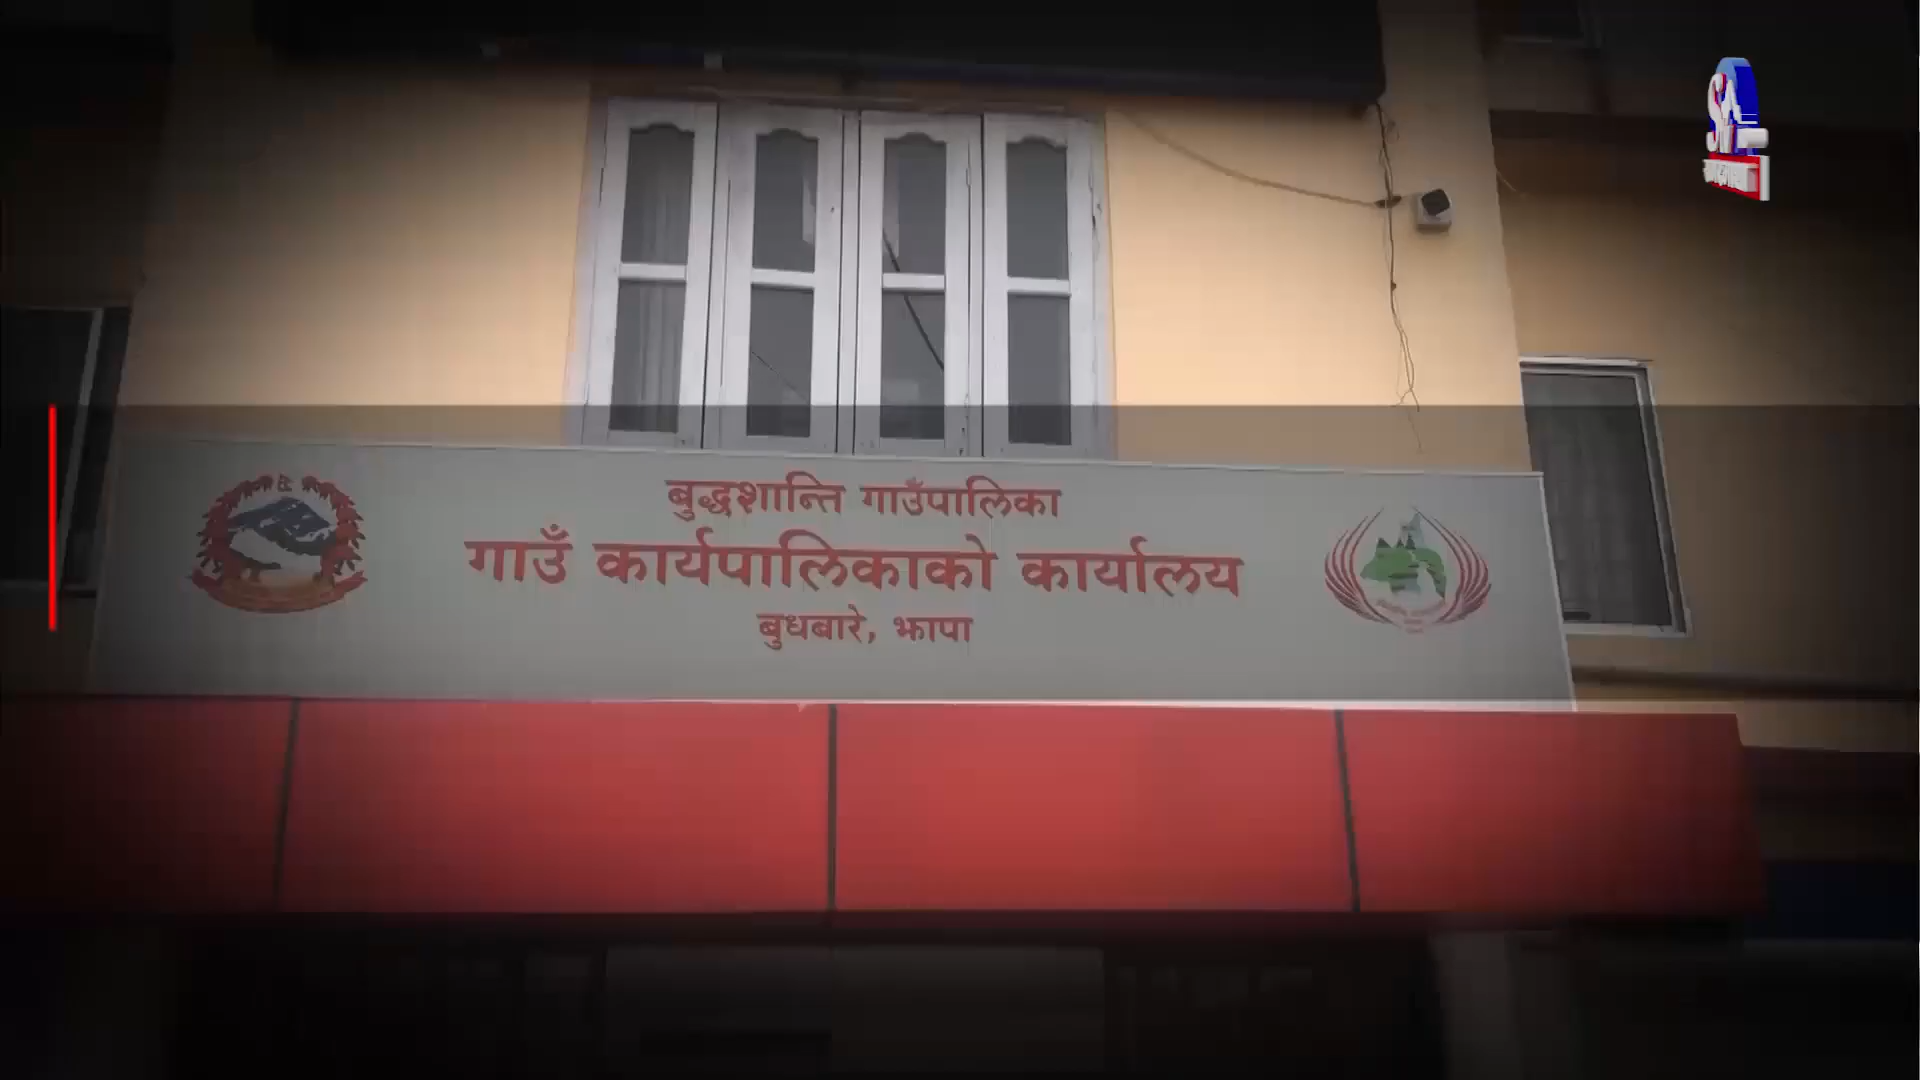 बुद्धशान्ति गाउँपालिका
गाउँ कार्यपालिकाको कार्यालय
बुधबारे, झापा